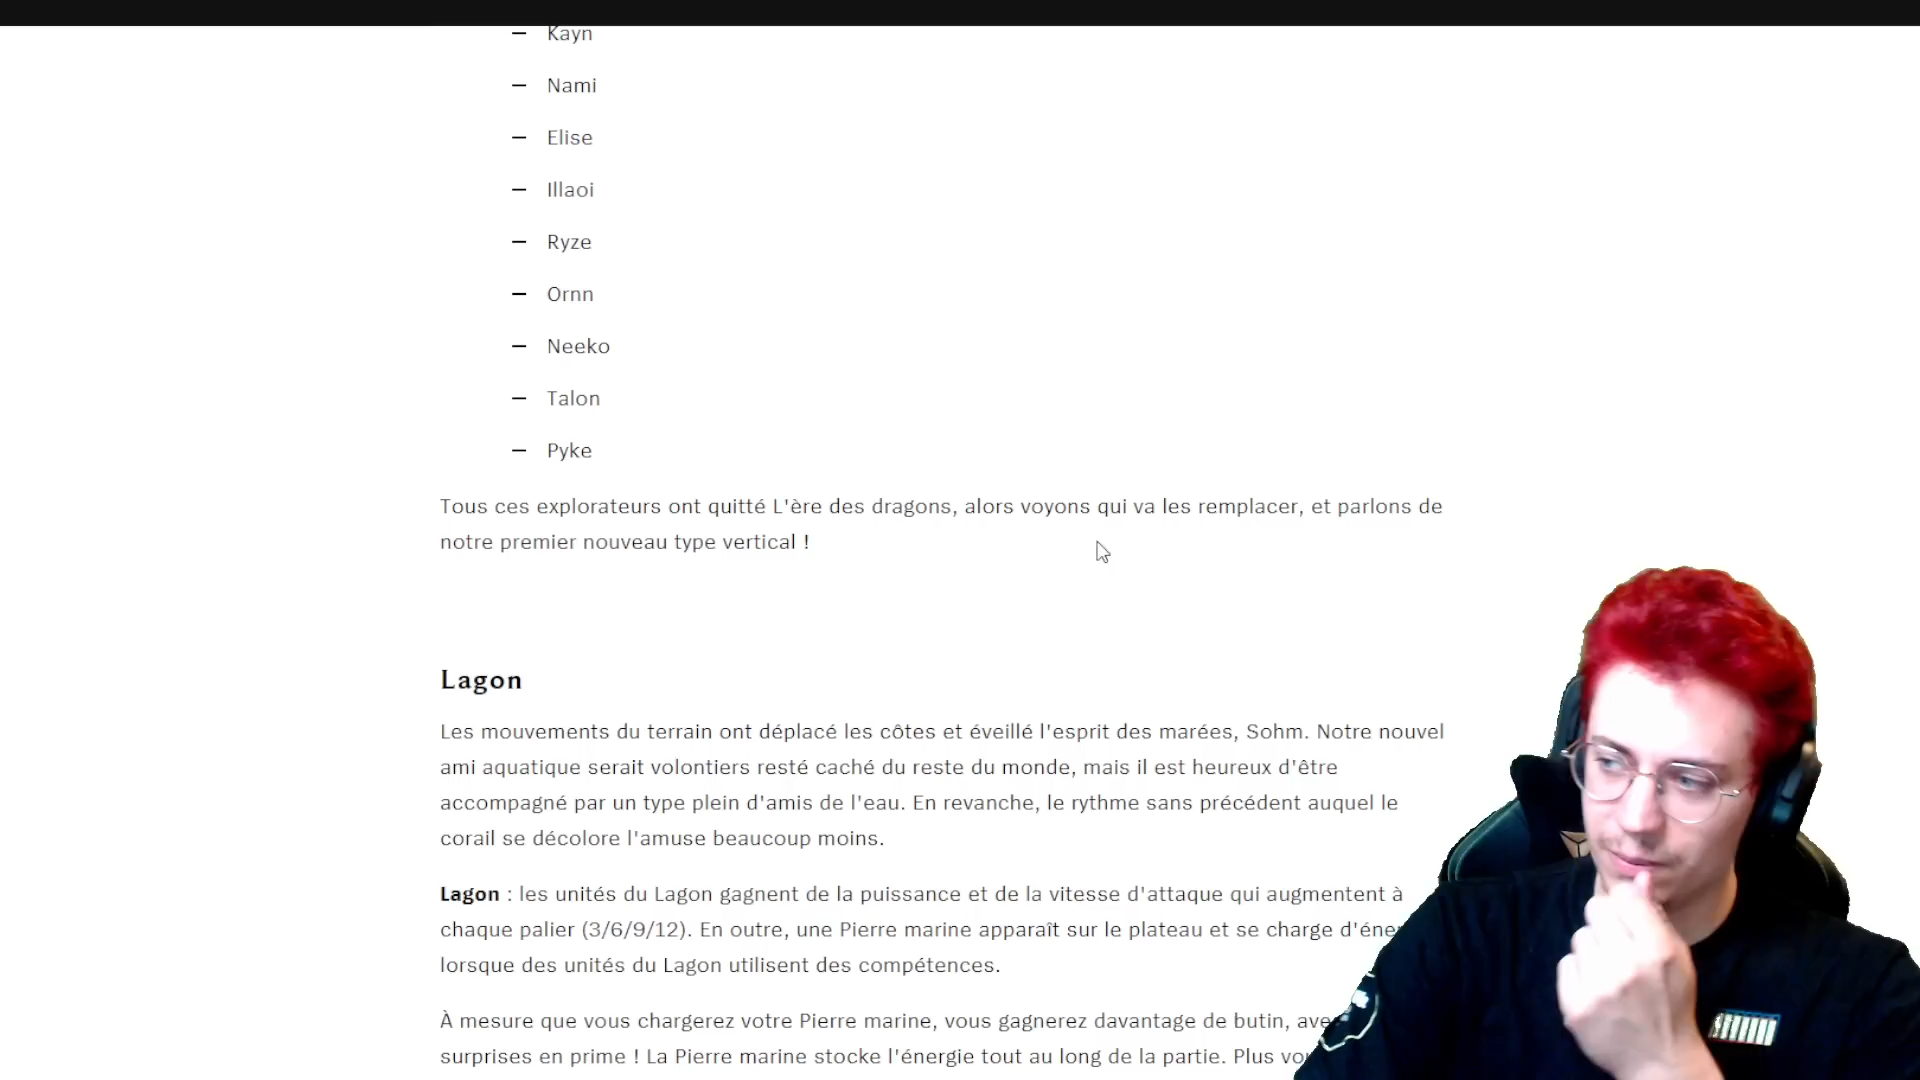 – Kayn
– Nami
– Elise
– Illaoi
– Ryze
– Ornn
– Neeko
– Talon
– Pyke
Tous ces explorateurs ont quitté L'ère des dragons, alors voyons qui va les remplacer, et parlons de
notre premier nouveau type vertical !
Lagon
Les mouvements du terrain ont déplacé les côtes et éveillé l'esprit des marées, Sohm. Notre nouvel
ami aquatique serait volontiers resté caché du reste du monde, mais il est heureux d'être
accompagné par un type plein d'amis de l'eau. En revanche, le rythme sans précédent auquel le
corail se décolore l'amuse beaucoup moins.
Lagon : les unités du Lagon gagnent de la puissance et de la vitesse d'attaque qui augmentent à
chaque palier (3/6/9/12). En outre, une Pierre marine apparaît sur le plateau et se charge
lorsque des unités du Lagon utilisent des compétences.
À mesure que vous chargerez votre Pierre marine, vous gagnerez davantage de butin,
surprises en prime ! La Pierre marine stocke l'énergie tout au long de la partie. Plus